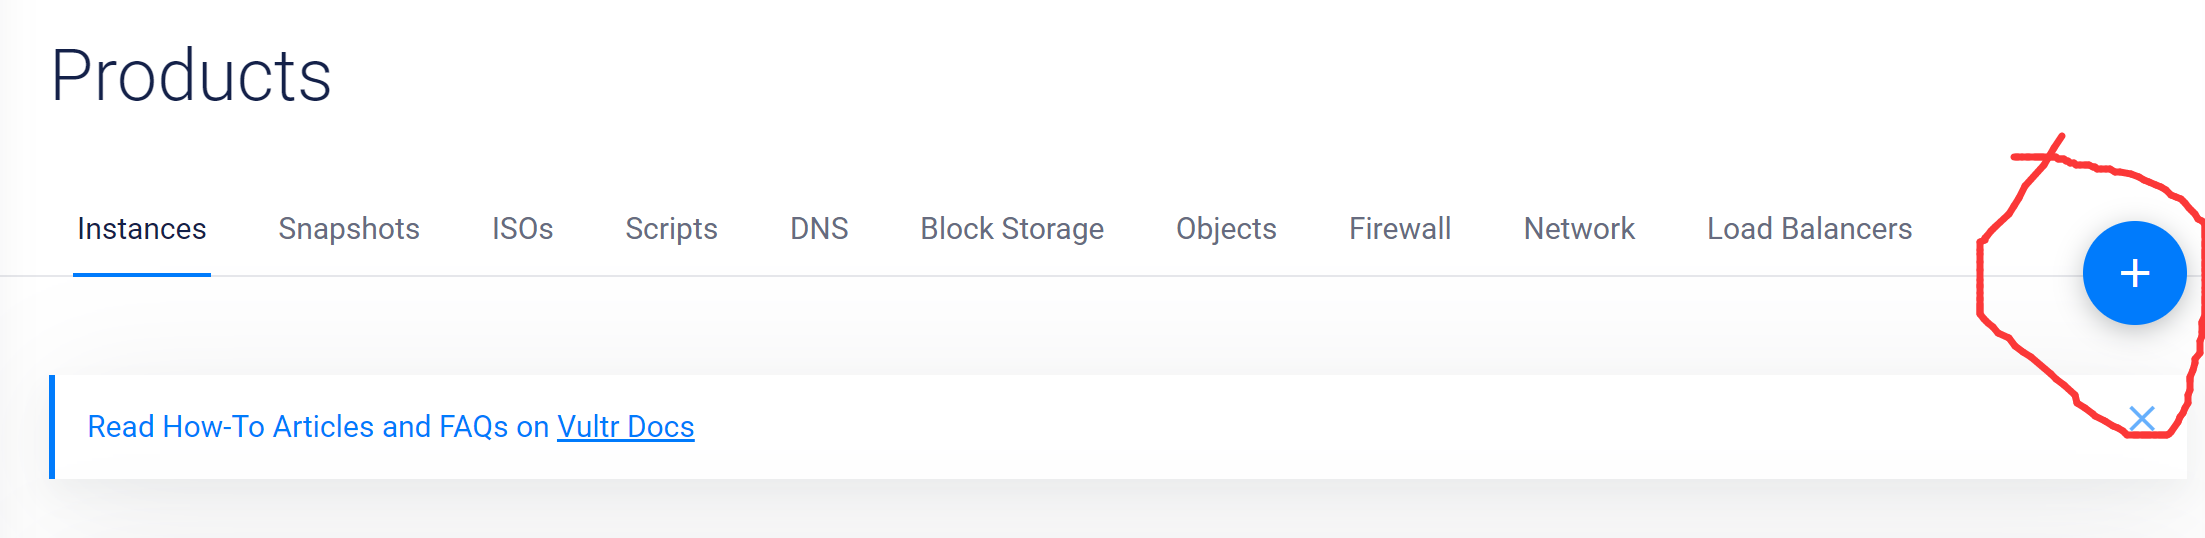 Products
Instances Snapshots ISOs Scripts DNS Block Storage Objects Firewall Network Load Balancers
Read How-To Articles and FAQs on Vultr Docs